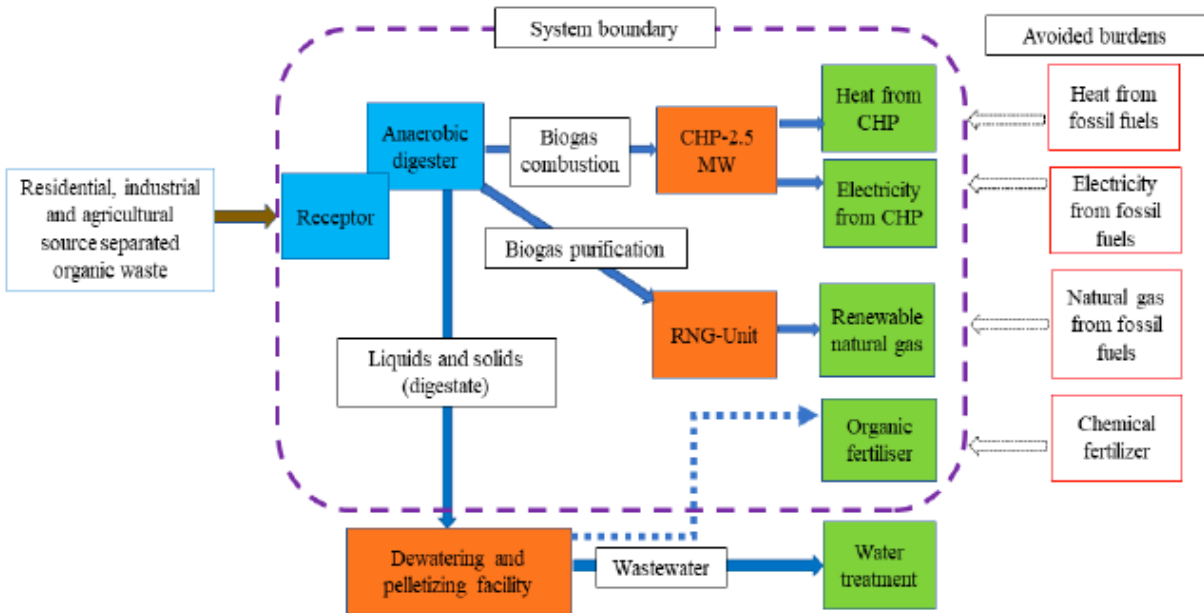 System boundary
Avoided burdens
Residential, industrial
and agricultural
source separated
organic waste
Receptor
Anaerobic
digester
Biogas
combustion
CHP-2.5
MW
Heat from
CHP
Electricity
from CHP
Biogas purification
RNG-Unit
Renewable
natural gas
Liquids and solids
(digestate)
Organic
fertiliser
Dewatering and
pelletizing facility
Wastewater
Water
treatment
Heat from
fossil fuels
Electricity
from fossil
fuels
Natural gas
from fossil
fuels
Chemical
fertilizer